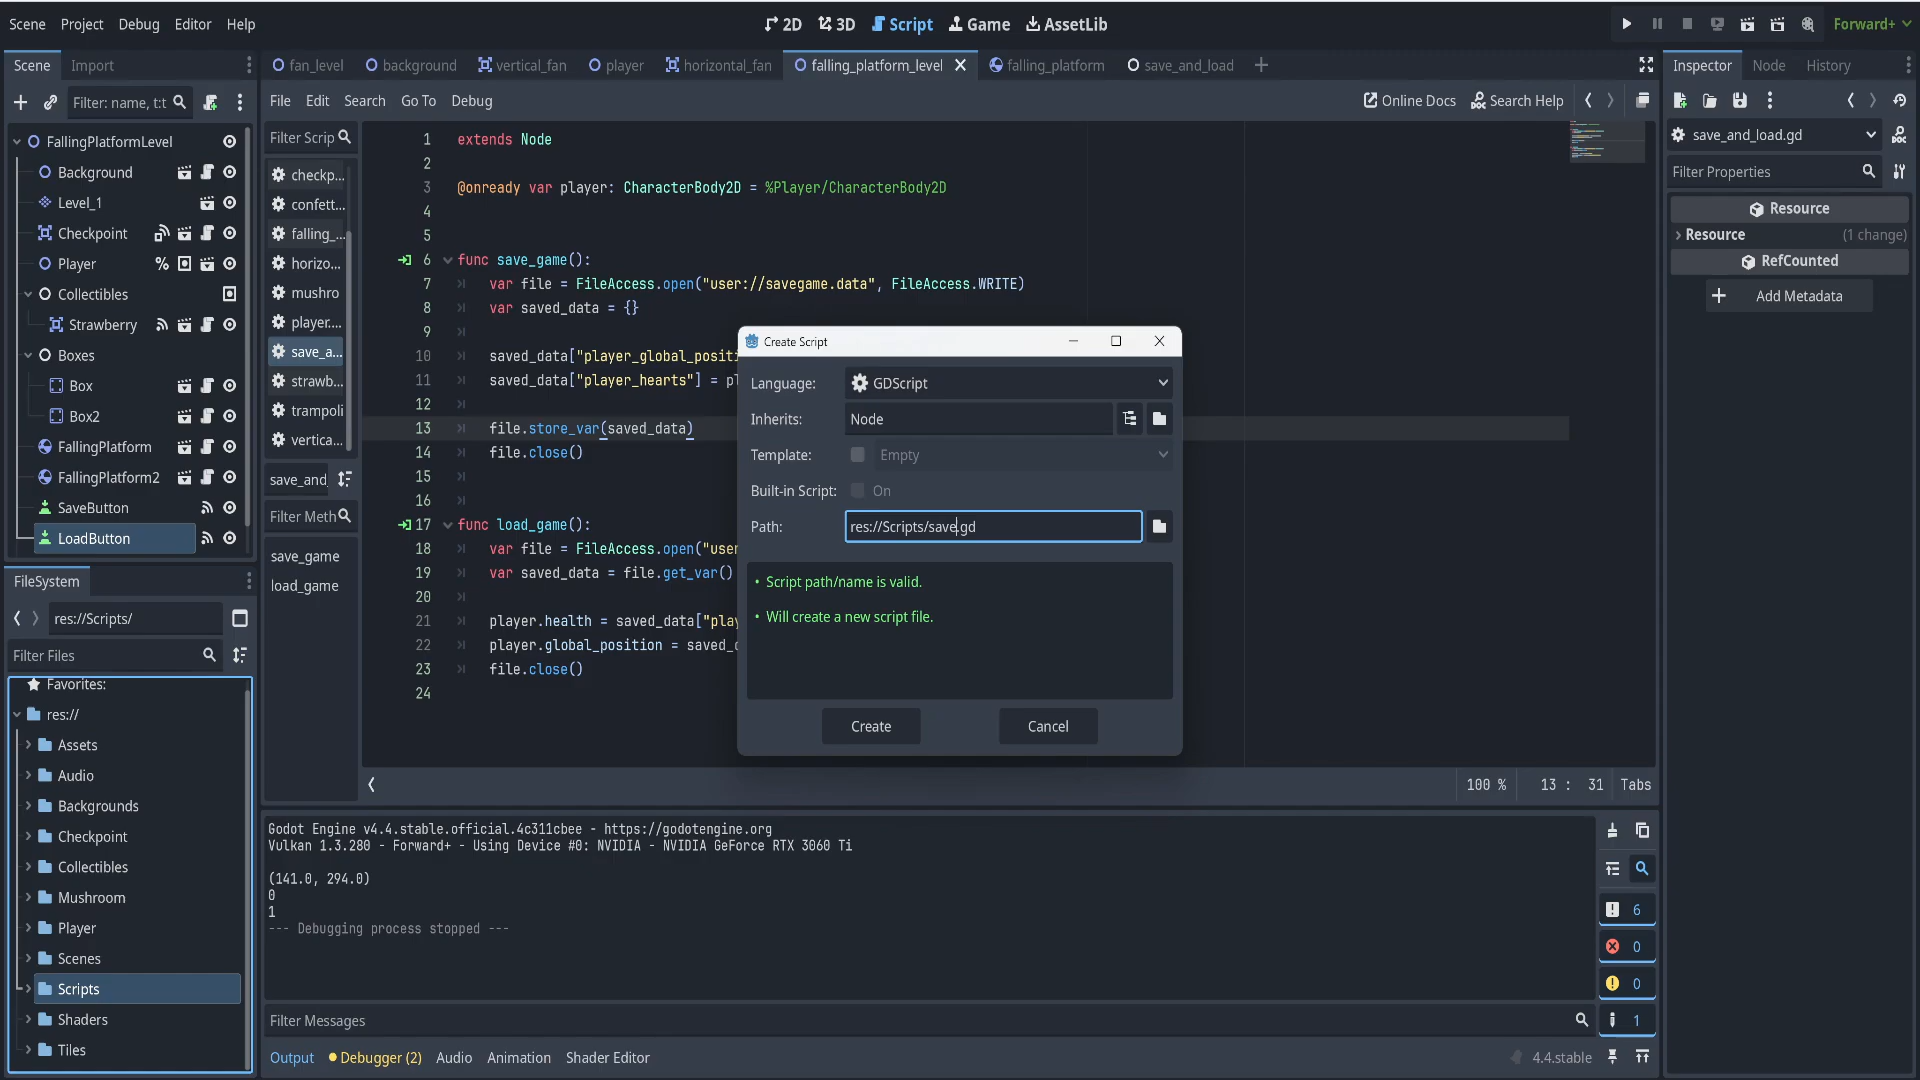 Scene Project Debug Editor Help
2D 3D Script Game AssetLib
Forward+
Scene Import
fan_level background vertical_fan player horizontal_fan falling_platform_level falling_platform save_and_load
Inspector Node History
Filter: name, t:t
File Edit Search Go To Debug
Online Docs Search Help
FallingPlatformLevel
Background
Level_1
Checkpoint
Player
Collectibles
Strawberry
Boxes
Box
Box2
FallingPlatform
FallingPlatform2
SaveButton
LoadButton
FileSystem
res://Scripts/
Filter Files
Favorites:
res://
Assets
Audio
Backgrounds
Checkpoint
Collectibles
Mushroom
Player
Scenes
Scripts
Shaders
Tiles
Filter Scrip
checkp...
confett...
falling_...
horizo...
mushro
player....
save_a...
strawb...
trampoli
vertica...
save_and_
Filter Meth
save_game
load_game
1 extends Node
2
3 @onready var player: CharacterBody2D = %Player/CharacterBody2D
4
5
6 func save_game():
7 var file = FileAccess.open("user://savegame.data", FileAccess.WRITE)
8 var saved_data = {}
9
10 saved_data["player_global_positi
11 saved_data["player_hearts"] = pl
12
13 file.store_var(saved_data)
14 file.close()
15
16
17 func load_game():
18 var file = FileAccess.open("user
19 var saved_data = file.get_var()
20
21 player.health = saved_data["play
22 player.global_position = saved_d
23 file.close()
24
100 % 13 : 31 Tabs
Create Script
Language: GDScript
Inherits: Node
Template: Empty
Built-in Script: On
Path: res://Scripts/save.gd
• Script path/name is valid.
• Will create a new script file.
Create Cancel
Godot Engine v4.4.stable.official.4c311cbee - https://godotengine.org
Vulkan 1.3.280 - Forward+ - Using Device #0: NVIDIA - NVIDIA GeForce RTX 3060 Ti
(141.0, 294.0)
0
1
--- Debugging process stopped ---
6
0
0
1
Filter Messages
Output Debugger (2) Audio Animation Shader Editor
4.4.stable
save_and_load.gd
Filter Properties
Resource
Resource (1 change)
RefCounted
Add Metadata